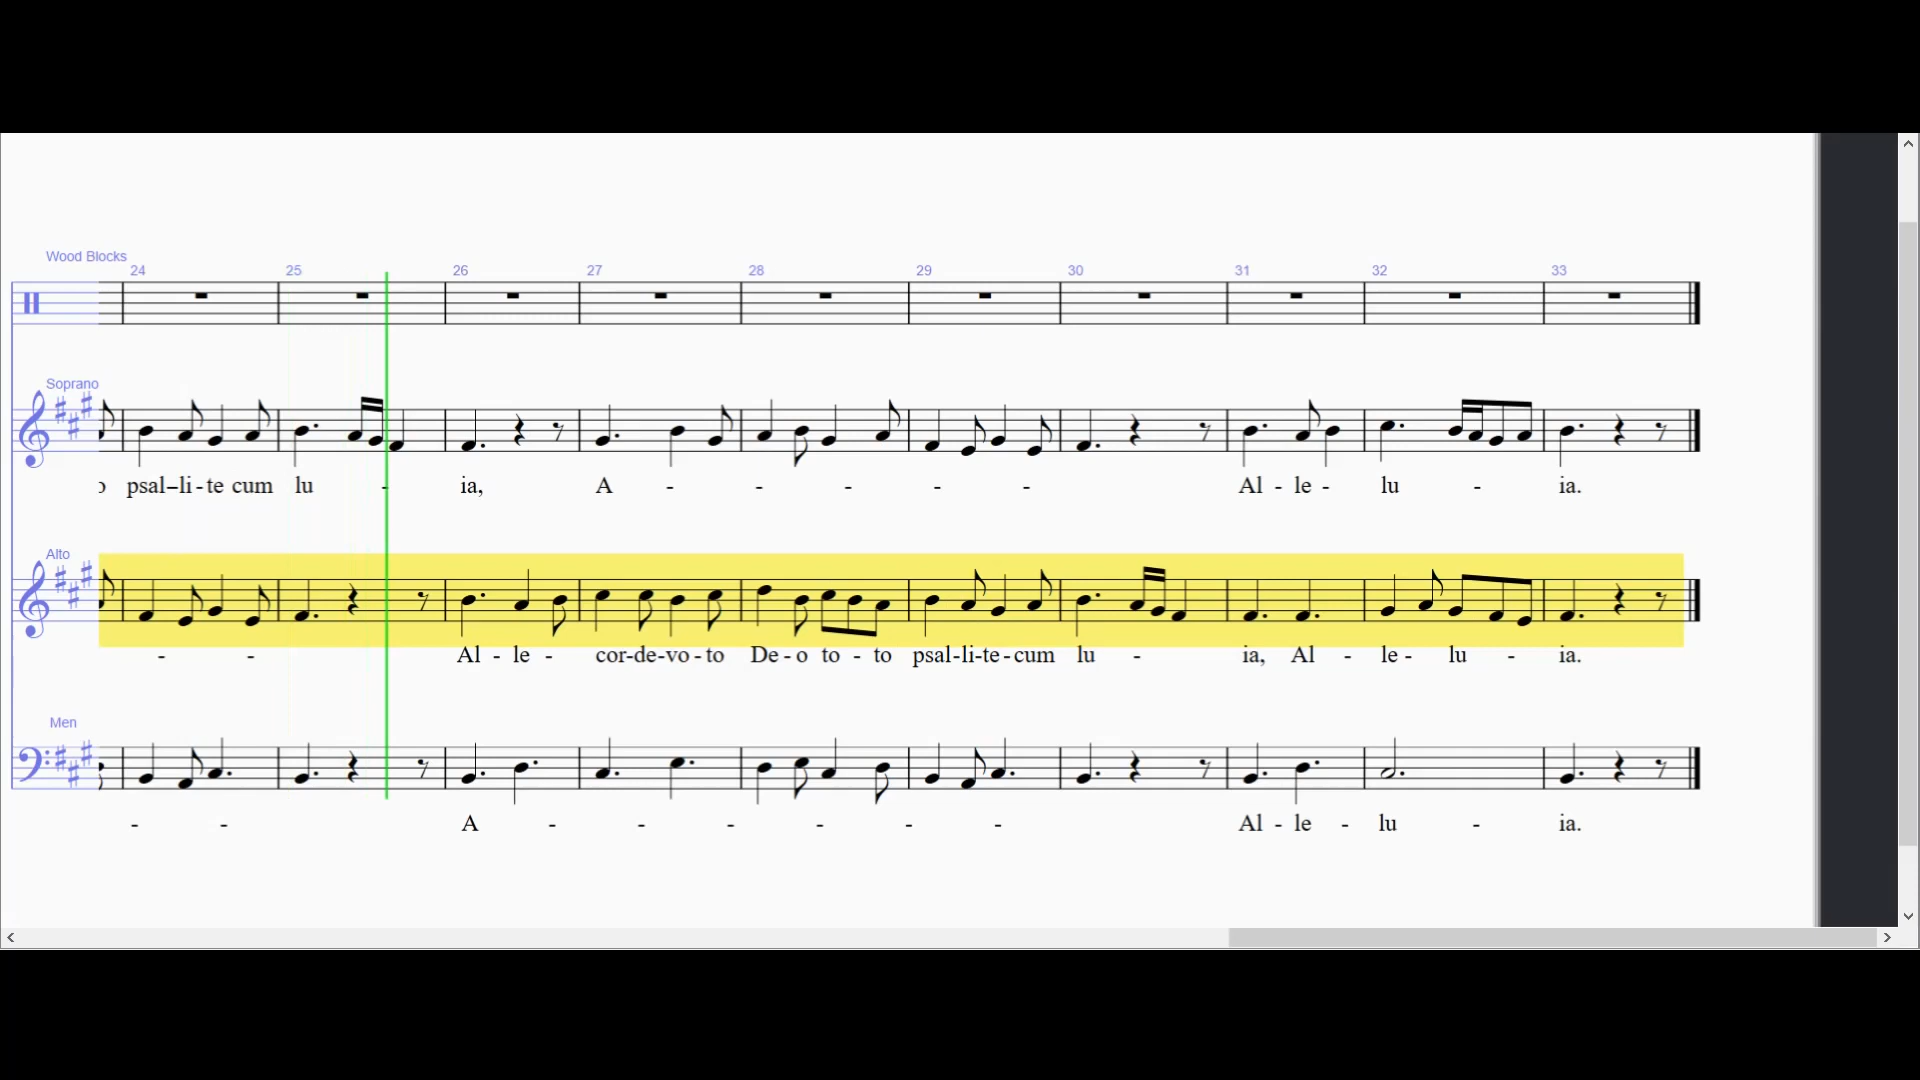 Wood Blocks
24 25 26 27 28 29 30 31 32 33
Soprano
psal-li-te cum lu - ia, A - - - - - Al - le - lu - ia.
Alto
- - Al - le - cor-de-vo-to De-o to - to psal-li-te-cum lu - ia, Al - le - lu - ia.
Men
- - A - - - - - - Al - le - lu - ia.